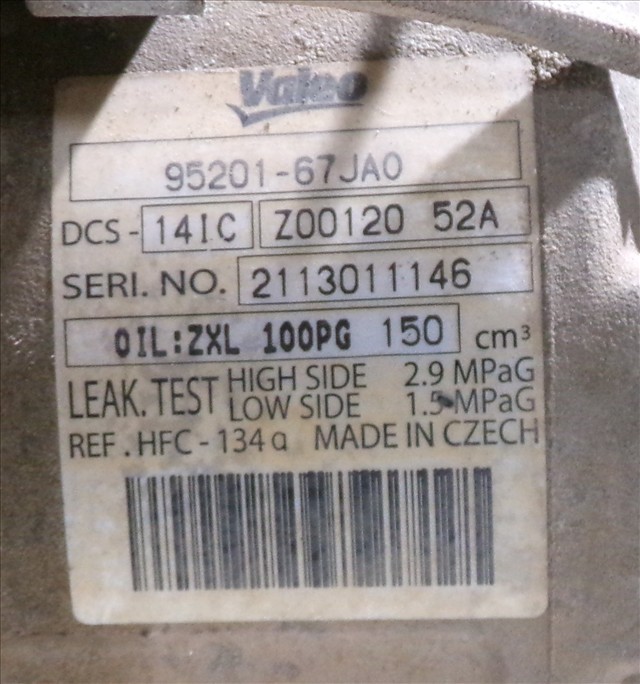 Valeo
95201-67JA0
DCS - 14IC Z00120 52A
SERI. NO. 2113011146
OIL:ZXL 100PG 150 cm³
LEAK. TEST HIGH SIDE 2.9 MPaG
LOW SIDE 1.5 MPaG
REF. HFC - 134a MADE IN CZECH